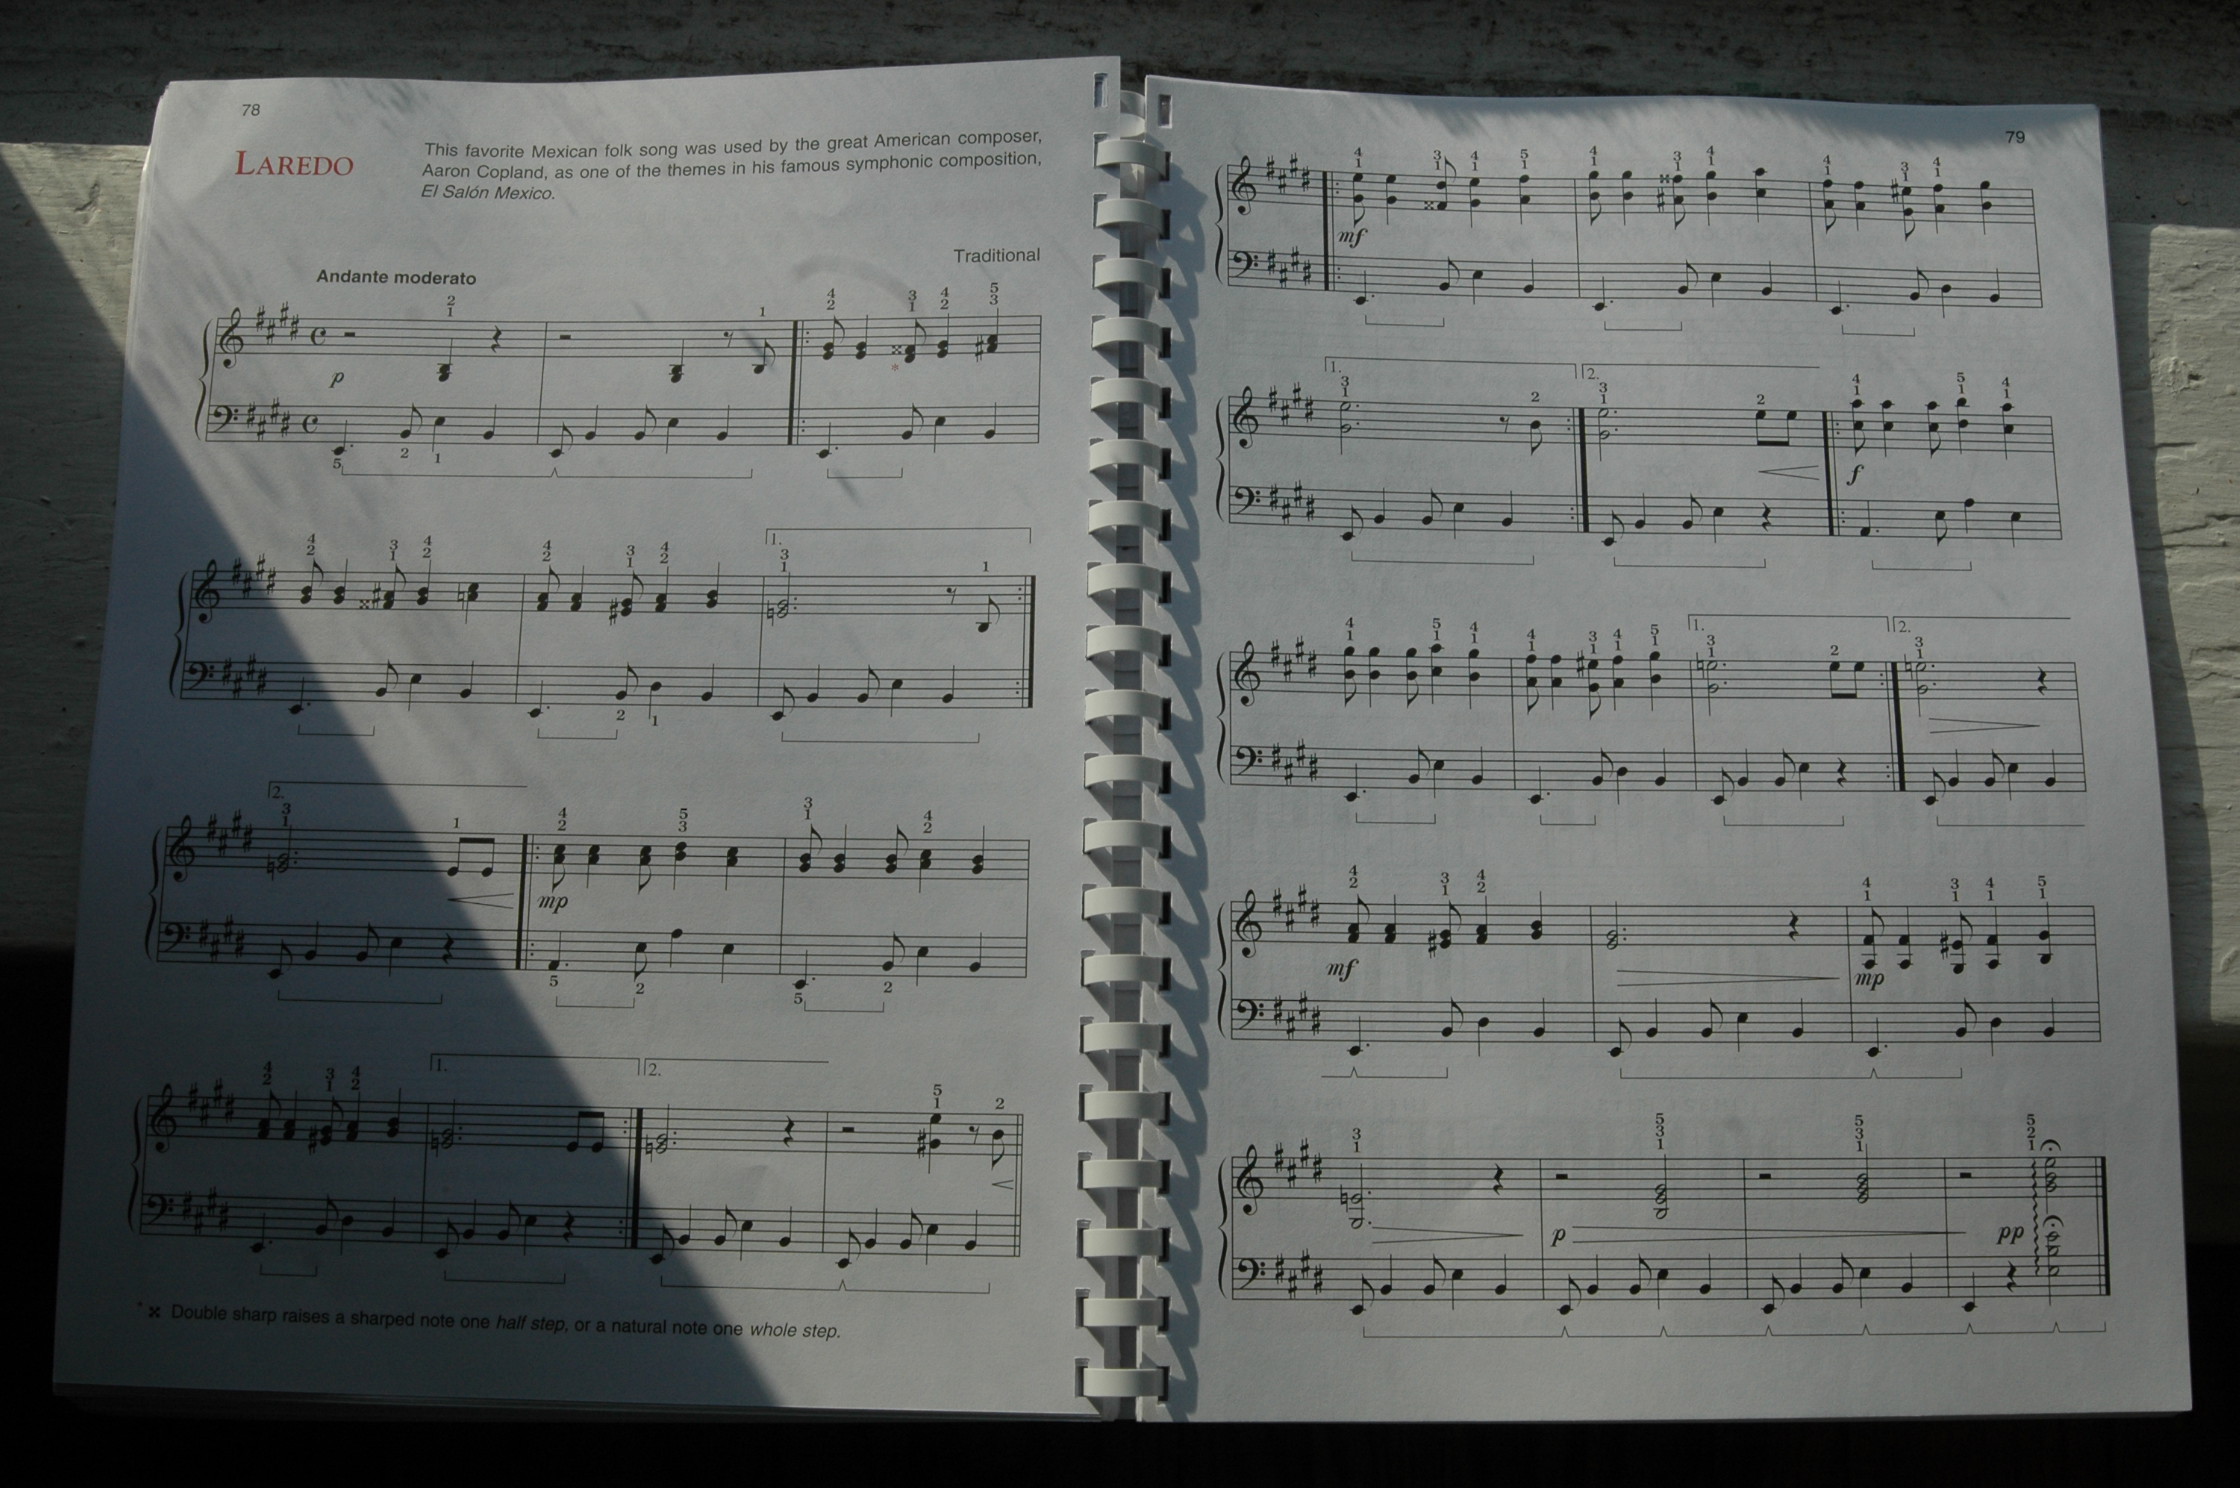 78
LAREDO
This favorite Mexican folk song was used by the great American composer,
Aaron Copland, as one of the themes in his famous symphonic composition,
El Salón Mexico.
Traditional
Andante moderato
p
1.
2.
mp
1.
2.
* 𝄪 Double sharp raises a sharped note one half step, or a natural note one whole step.
79
mf
1.
2.
f
1.
2.
mf
mp
p
pp